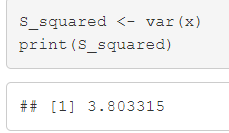 S_squared <- var(x)
print(S_squared)
## [1] 3.803315